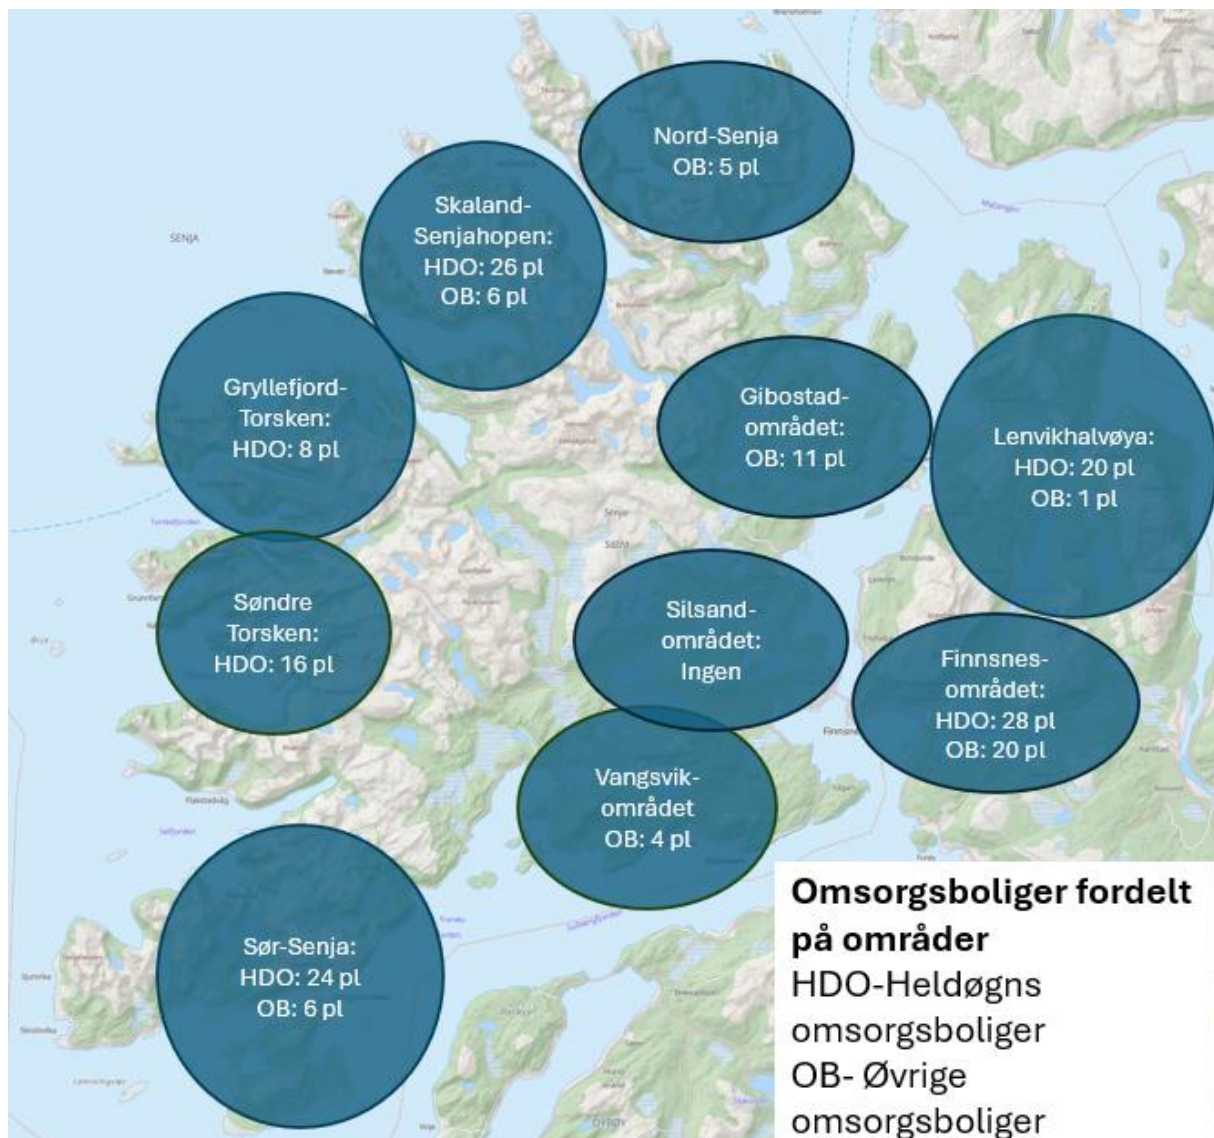 Nord-Senja
OB: 5 pl
Skaland-
Senjahopen:
HDO: 26 pl
OB: 6 pl
SENJA
Gryllefjord-
Torsken:
HDO: 8 pl
Gibostad-
området:
OB: 11 pl
Lenvikhalvøya:
HDO: 20 pl
OB: 1 pl
Senja
Søndre
Torsken:
HDO: 16 pl
Silsand-
området:
Ingen
Finnsnes-
området:
HDO: 28 pl
OB: 20 pl
Vangsvik-
området
OB: 4 pl
Sør-Senja:
HDO: 24 pl
OB: 6 pl
Omsorgsboliger fordelt
på områder
HDO-Heldøgns
omsorgsboliger
OB- Øvrige
omsorgsboliger